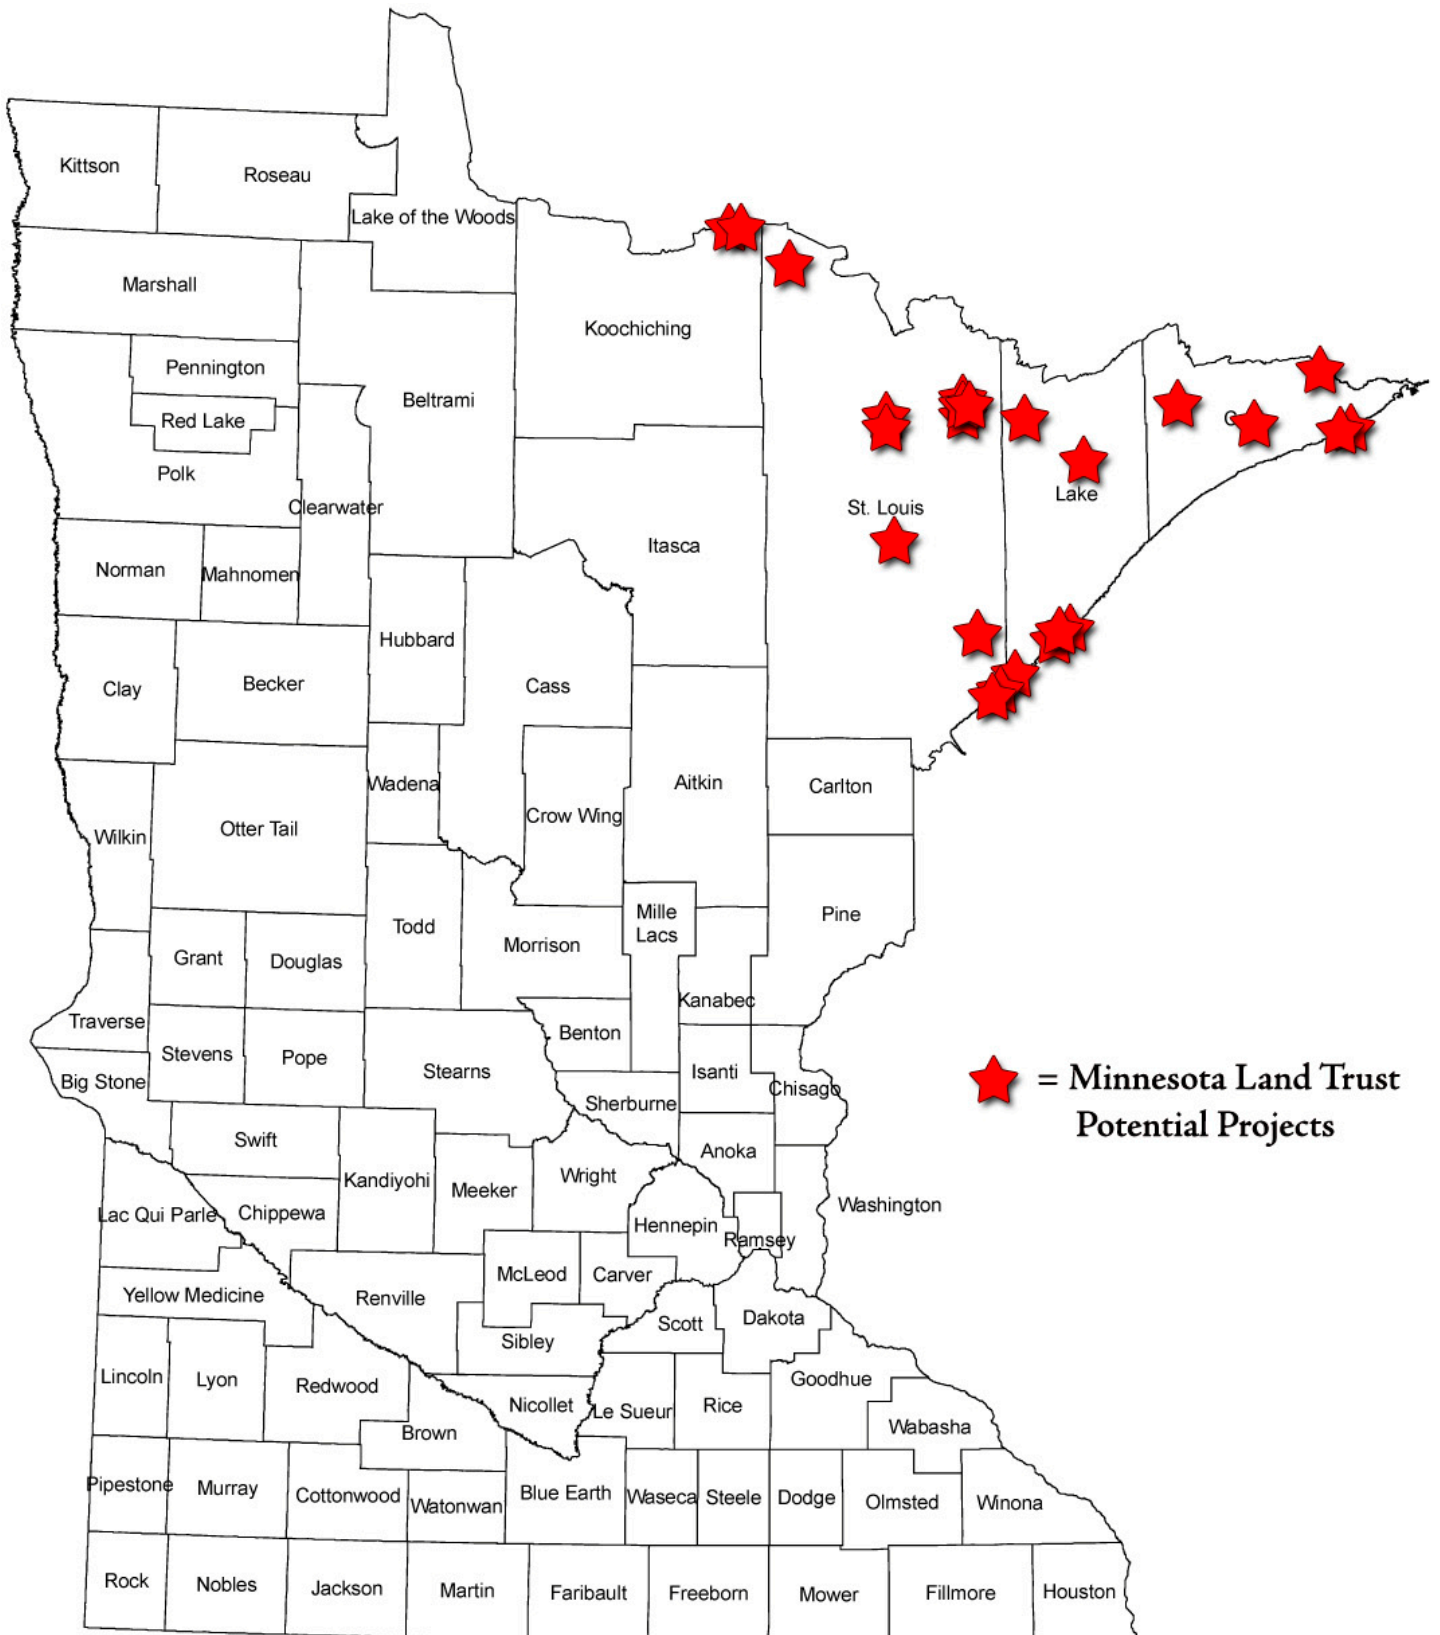 Kittson
Roseau
Lake of the Woods
Marshall
Koochiching
Pennington
Beltrami
Red Lake
Polk
Clearwater
C
Lake
St. Louis
Itasca
Norman
Mahnomen
Hubbard
Clay
Becker
Cass
Wadena
Aitkin
Carlton
Crow Wing
Otter Tail
Wilkin
Mille
Lacs
Pine
Todd
Morrison
Grant
Douglas
Kanabec
Traverse
Benton
Stevens
Pope
Stearns
Isanti
Big Stone
Chisago
Sherburne
= Minnesota Land Trust
Potential Projects
Swift
Anoka
Kandiyohi
Wright
Meeker
Washington
Lac Qui Parle
Chippewa
Hennepin
Ramsey
McLeod
Carver
Yellow Medicine
Renville
Scott
Dakota
Sibley
Lincoln
Lyon
Redwood
Goodhue
Nicollet
Le Sueur
Rice
Brown
Wabasha
Pipestone
Murray
Cottonwood
Watonwan
Blue Earth
Waseca
Steele
Dodge
Olmsted
Winona
Rock
Nobles
Jackson
Martin
Faribault
Freeborn
Mower
Fillmore
Houston